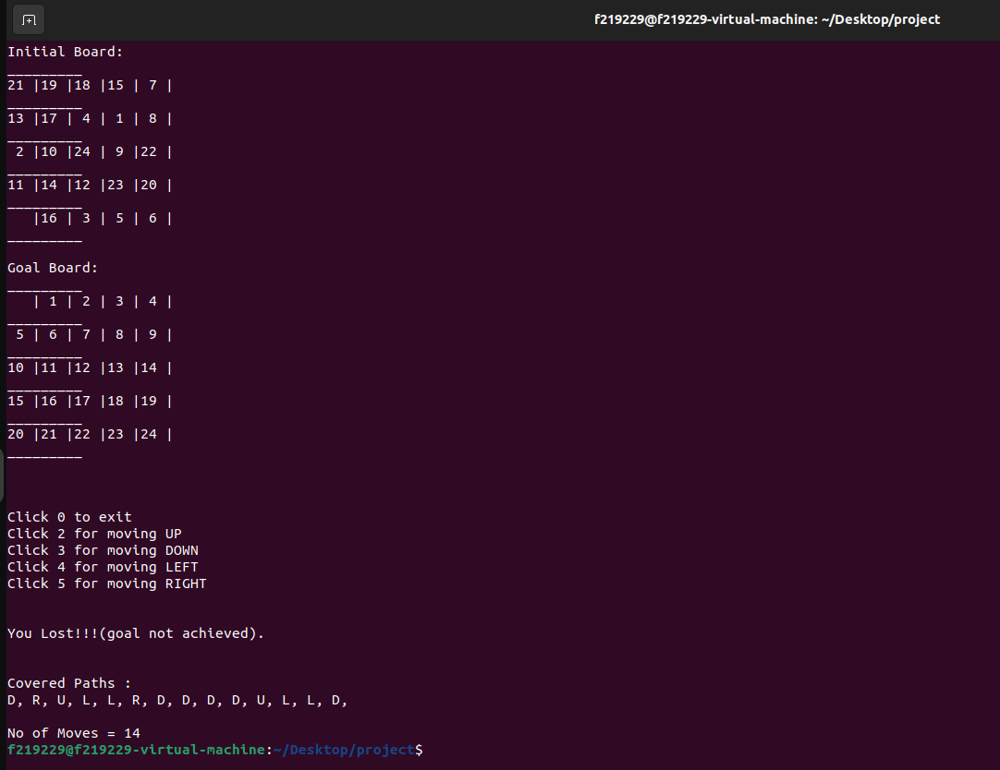 f219229@f219229-virtual-machine: ~/Desktop/project
Initial Board:
_________
21 |19 |18 |15 | 7 |
_________
13 |17 | 4 | 1 | 8 |
_________
 2 |10 |24 | 9 |22 |
_________
11 |14 |12 |23 |20 |
_________
   |16 | 3 | 5 | 6 |
_________
Goal Board:
_________
   | 1 | 2 | 3 | 4 |
_________
 5 | 6 | 7 | 8 | 9 |
_________
10 |11 |12 |13 |14 |
_________
15 |16 |17 |18 |19 |
_________
20 |21 |22 |23 |24 |
_________
Click 0 to exit
Click 2 for moving UP
Click 3 for moving DOWN
Click 4 for moving LEFT
Click 5 for moving RIGHT
You Lost!!!(goal not achieved).
Covered Paths :
D, R, U, L, L, R, D, D, D, D, U, L, L, D,
No of Moves = 14
f219229@f219229-virtual-machine:~/Desktop/project$